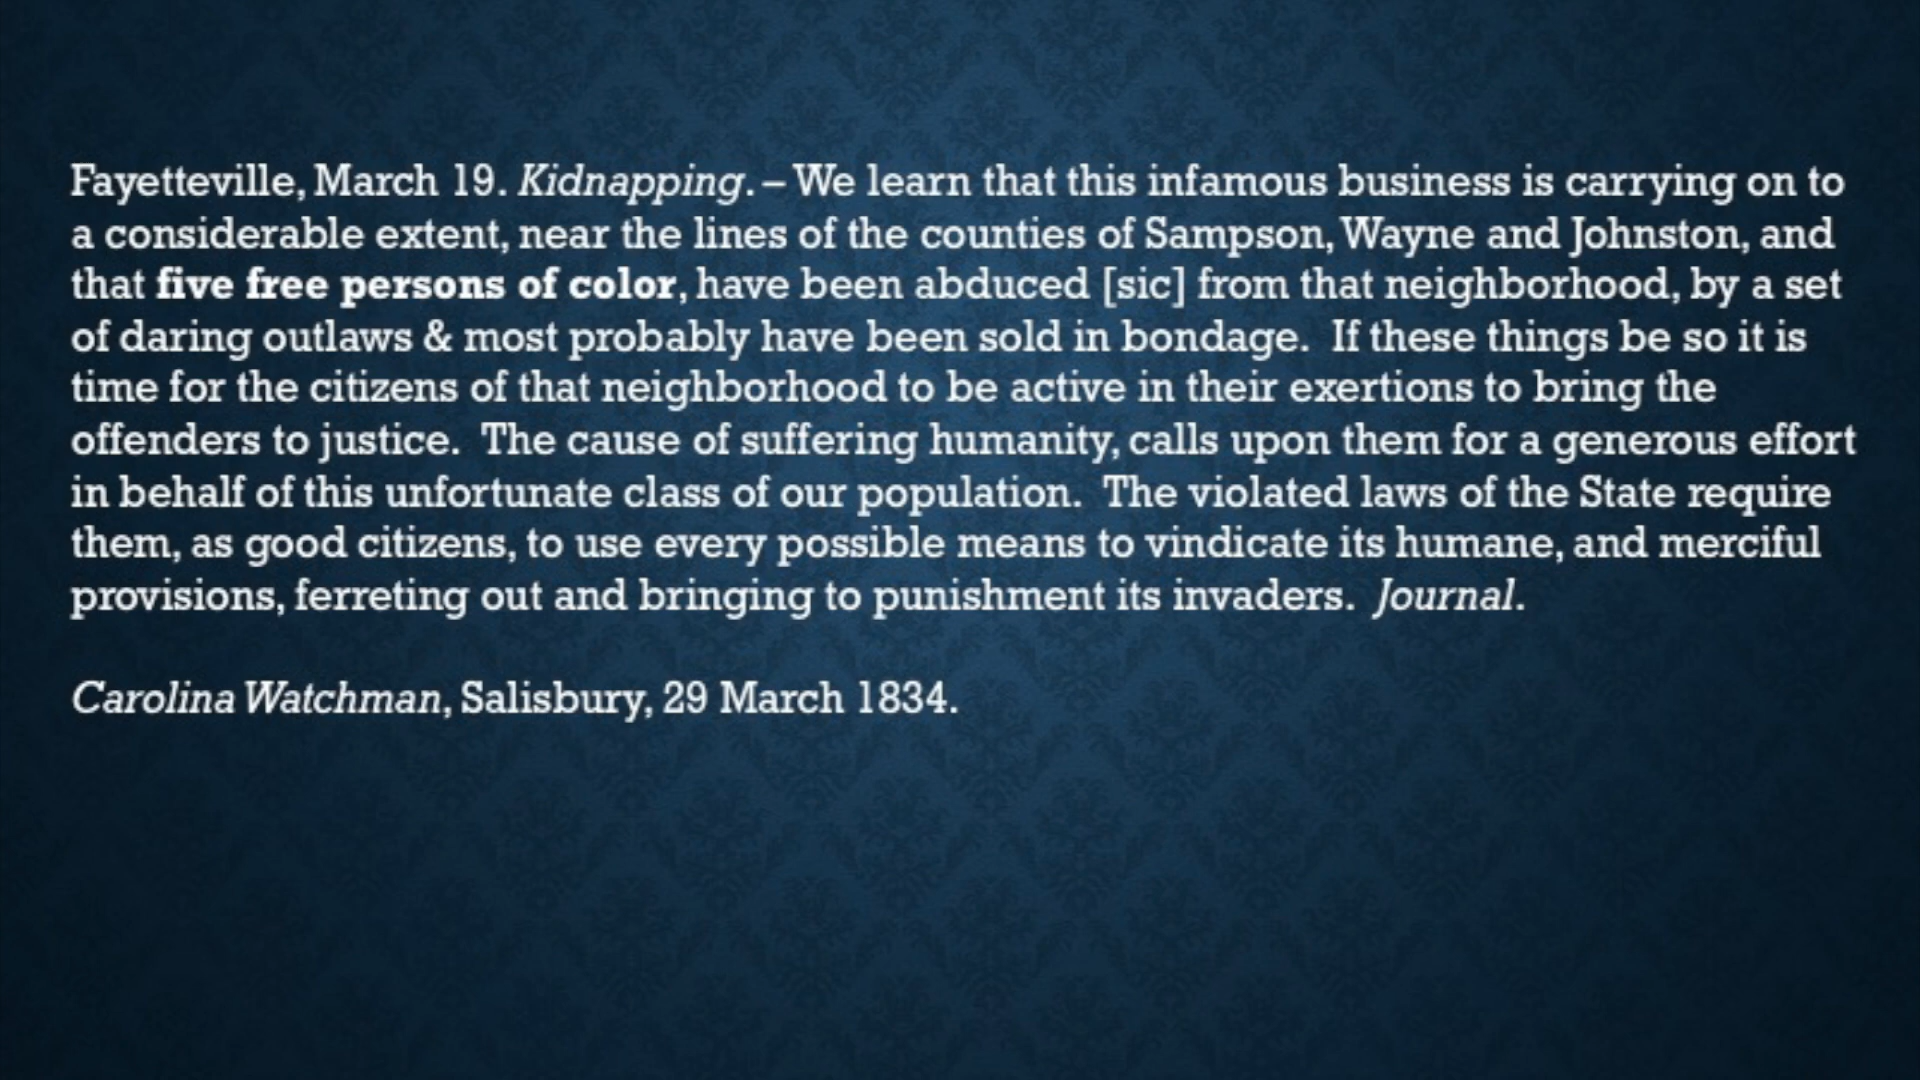 Fayetteville, March 19. Kidnapping. – We learn that this infamous business is carrying on to
a considerable extent, near the lines of the counties of Sampson, Wayne and Johnston, and
that five free persons of color, have been abduced [sic] from that neighborhood, by a set
of daring outlaws & most probably have been sold in bondage.  If these things be so it is
time for the citizens of that neighborhood to be active in their exertions to bring the
offenders to justice.  The cause of suffering humanity, calls upon them for a generous effort
in behalf of this unfortunate class of our population.  The violated laws of the State require
them, as good citizens, to use every possible means to vindicate its humane, and merciful
provisions, ferreting out and bringing to punishment its invaders.  Journal.
Carolina Watchman, Salisbury, 29 March 1834.